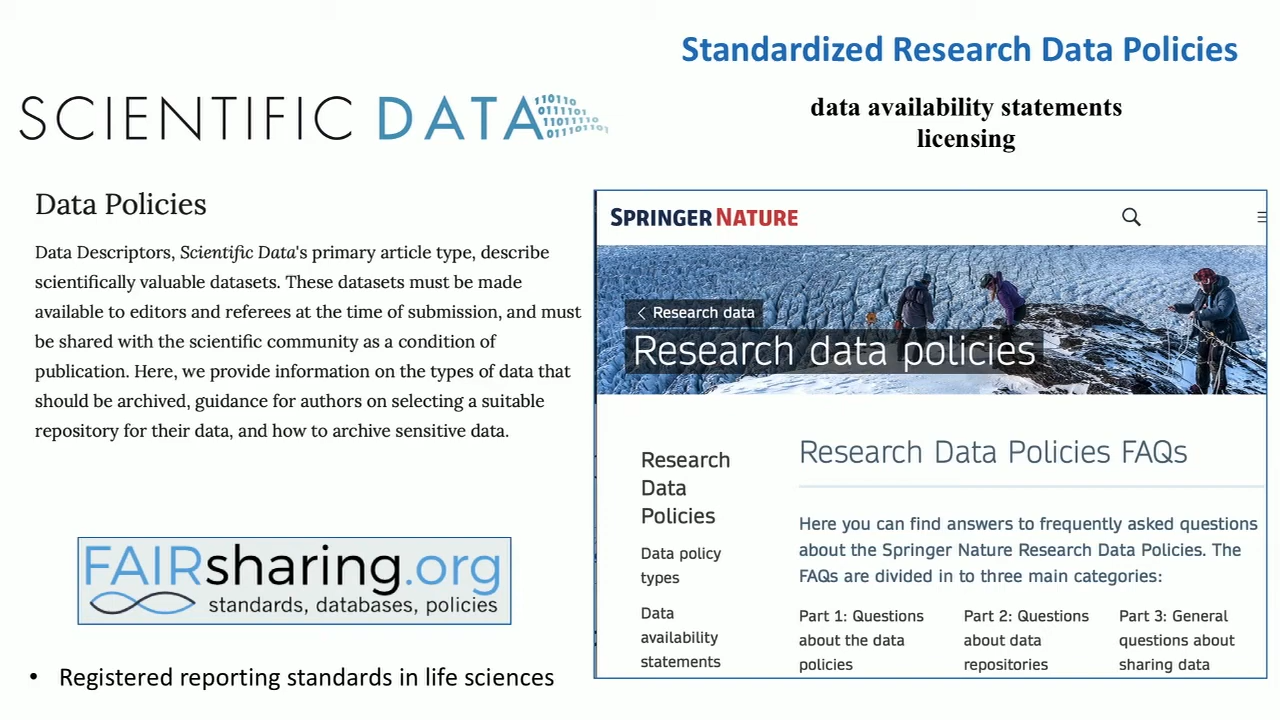 Standardized Research Data Policies
data availability statements
licensing
SCIENTIFIC DATA
110110
0111101
11011110
011101101
Data Policies
Data Descriptors, Scientific Data's primary article type, describe
scientifically valuable datasets. These datasets must be made
available to editors and referees at the time of submission, and must
be shared with the scientific community as a condition of
publication. Here, we provide information on the types of data that
should be archived, guidance for authors on selecting a suitable
repository for their data, and how to archive sensitive data.
FAIRsharing.org
standards, databases, policies
• Registered reporting standards in life sciences
SPRINGER NATURE
< Research data
Research data policies
Research
Data
Policies
Data policy
types
Data
availability
statements
Research Data Policies FAQs
Here you can find answers to frequently asked questions
about the Springer Nature Research Data Policies. The
FAQs are divided in to three main categories:
Part 1: Questions
about the data
policies
Part 2: Questions
about data
repositories
Part 3: General
questions about
sharing data